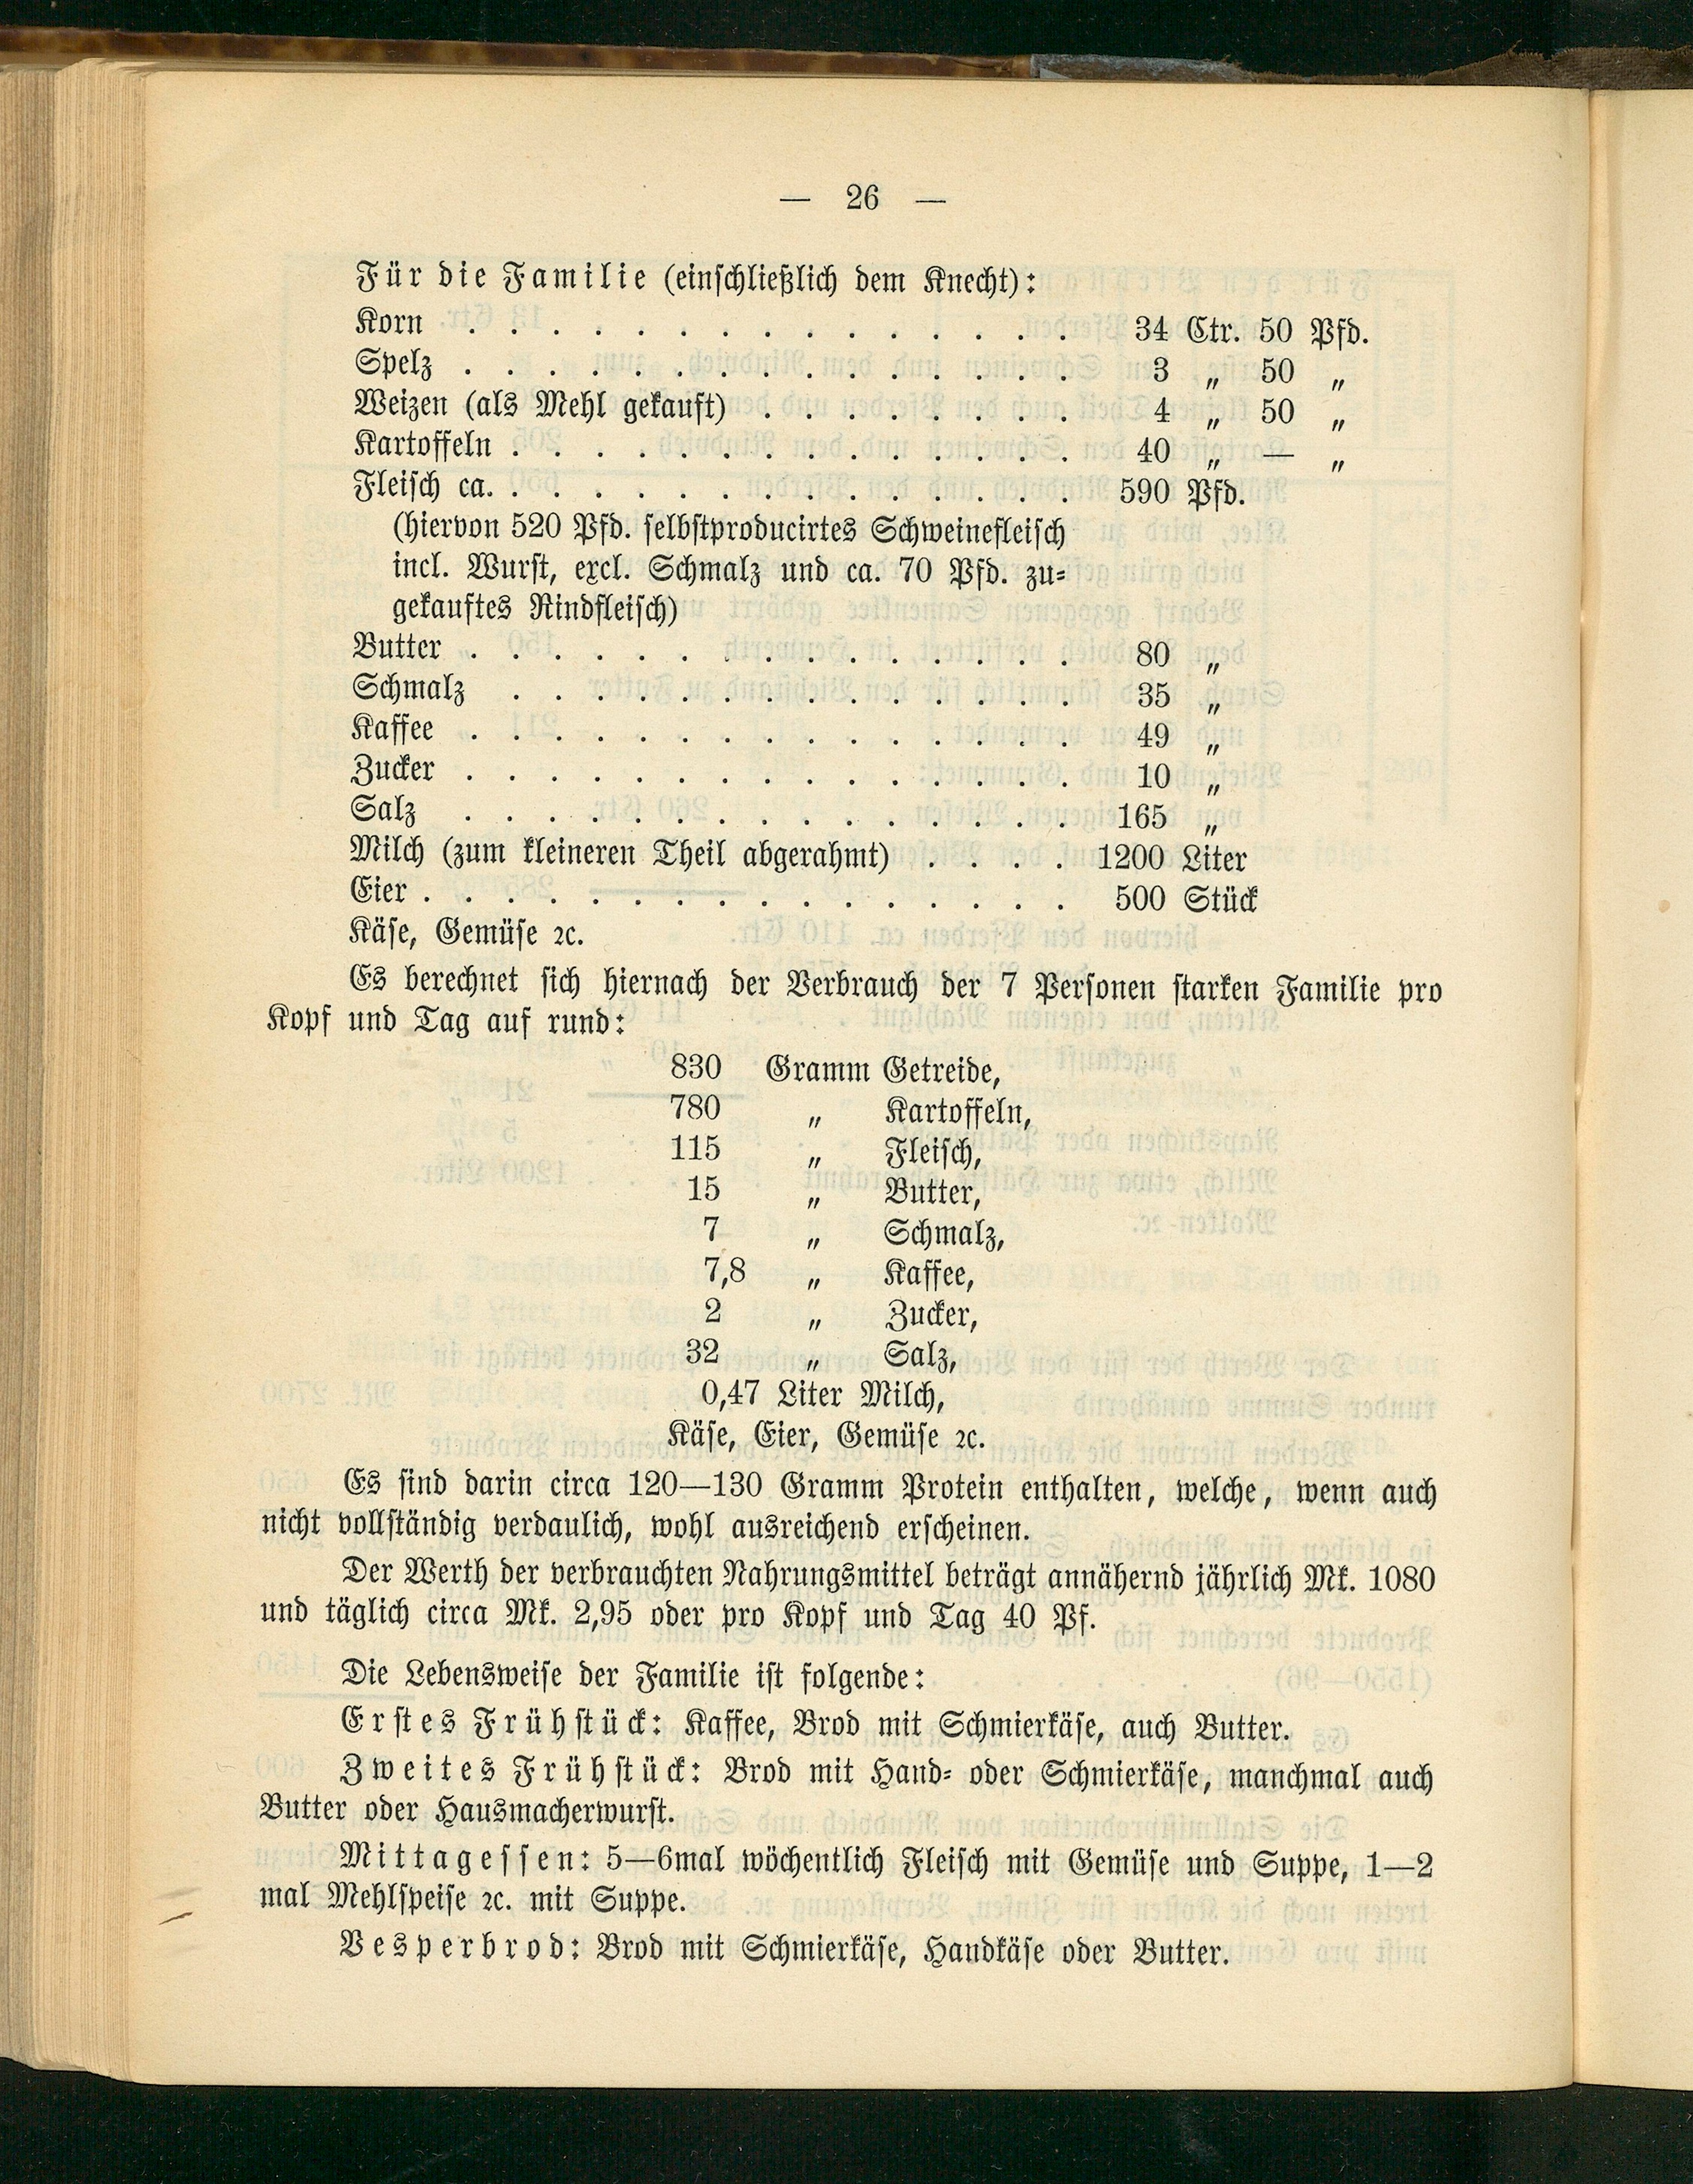 — 26 —
Für die Familie (einschließlich dem Knecht):
Korn . . . . . . . . . . . . . . . 34 Ctr. 50 Pfd.
Spelz . . . . . . . . . . . . . . . 3 „ 50 „
Weizen (als Mehl gekauft) . . . . . . . . 4 „ 50 „
Kartoffeln . . . . . . . . . . . . . . 40 „ — „
Fleisch ca. . . . . . . . . . . . . . . 590 Pfd.
(hiervon 520 Pfd. selbstproducirtes Schweinefleisch
incl. Wurst, excl. Schmalz und ca. 70 Pfd. zu-
gekauftes Rindfleisch)
Butter . . . . . . . . . . . . . . . 80 „
Schmalz . . . . . . . . . . . . . . 35 „
Kaffee . . . . . . . . . . . . . . . 49 „
Zucker . . . . . . . . . . . . . . . 10 „
Salz . . . . . . . . . . . . . . . 165 „
Milch (zum kleineren Theil abgerahmt) . . . . 1200 Liter
Eier . . . . . . . . . . . . . . . . 500 Stück
Käse, Gemüse ꝛc.
Es berechnet sich hiernach der Verbrauch der 7 Personen starken Familie pro
Kopf und Tag auf rund:
830 Gramm Getreide,
780 „ Kartoffeln,
115 „ Fleisch,
15 „ Butter,
7 „ Schmalz,
7,8 „ Kaffee,
2 „ Zucker,
32 „ Salz,
0,47 Liter Milch,
Käse, Eier, Gemüse ꝛc.
Es sind darin circa 120—130 Gramm Protein enthalten, welche, wenn auch
nicht vollständig verdaulich, wohl ausreichend erscheinen.
Der Werth der verbrauchten Nahrungsmittel beträgt annähernd jährlich Mk. 1080
und täglich circa Mk. 2,95 oder pro Kopf und Tag 40 Pf.
Die Lebensweise der Familie ist folgende:
Erstes Frühstück: Kaffee, Brod mit Schmierkäse, auch Butter.
Zweites Frühstück: Brod mit Hand- oder Schmierkäse, manchmal auch
Butter oder Hausmacherwurst.
Mittagessen: 5—6mal wöchentlich Fleisch mit Gemüse und Suppe, 1—2
mal Mehlspeise ꝛc. mit Suppe.
Vesperbrod: Brod mit Schmierkäse, Handkäse oder Butter.